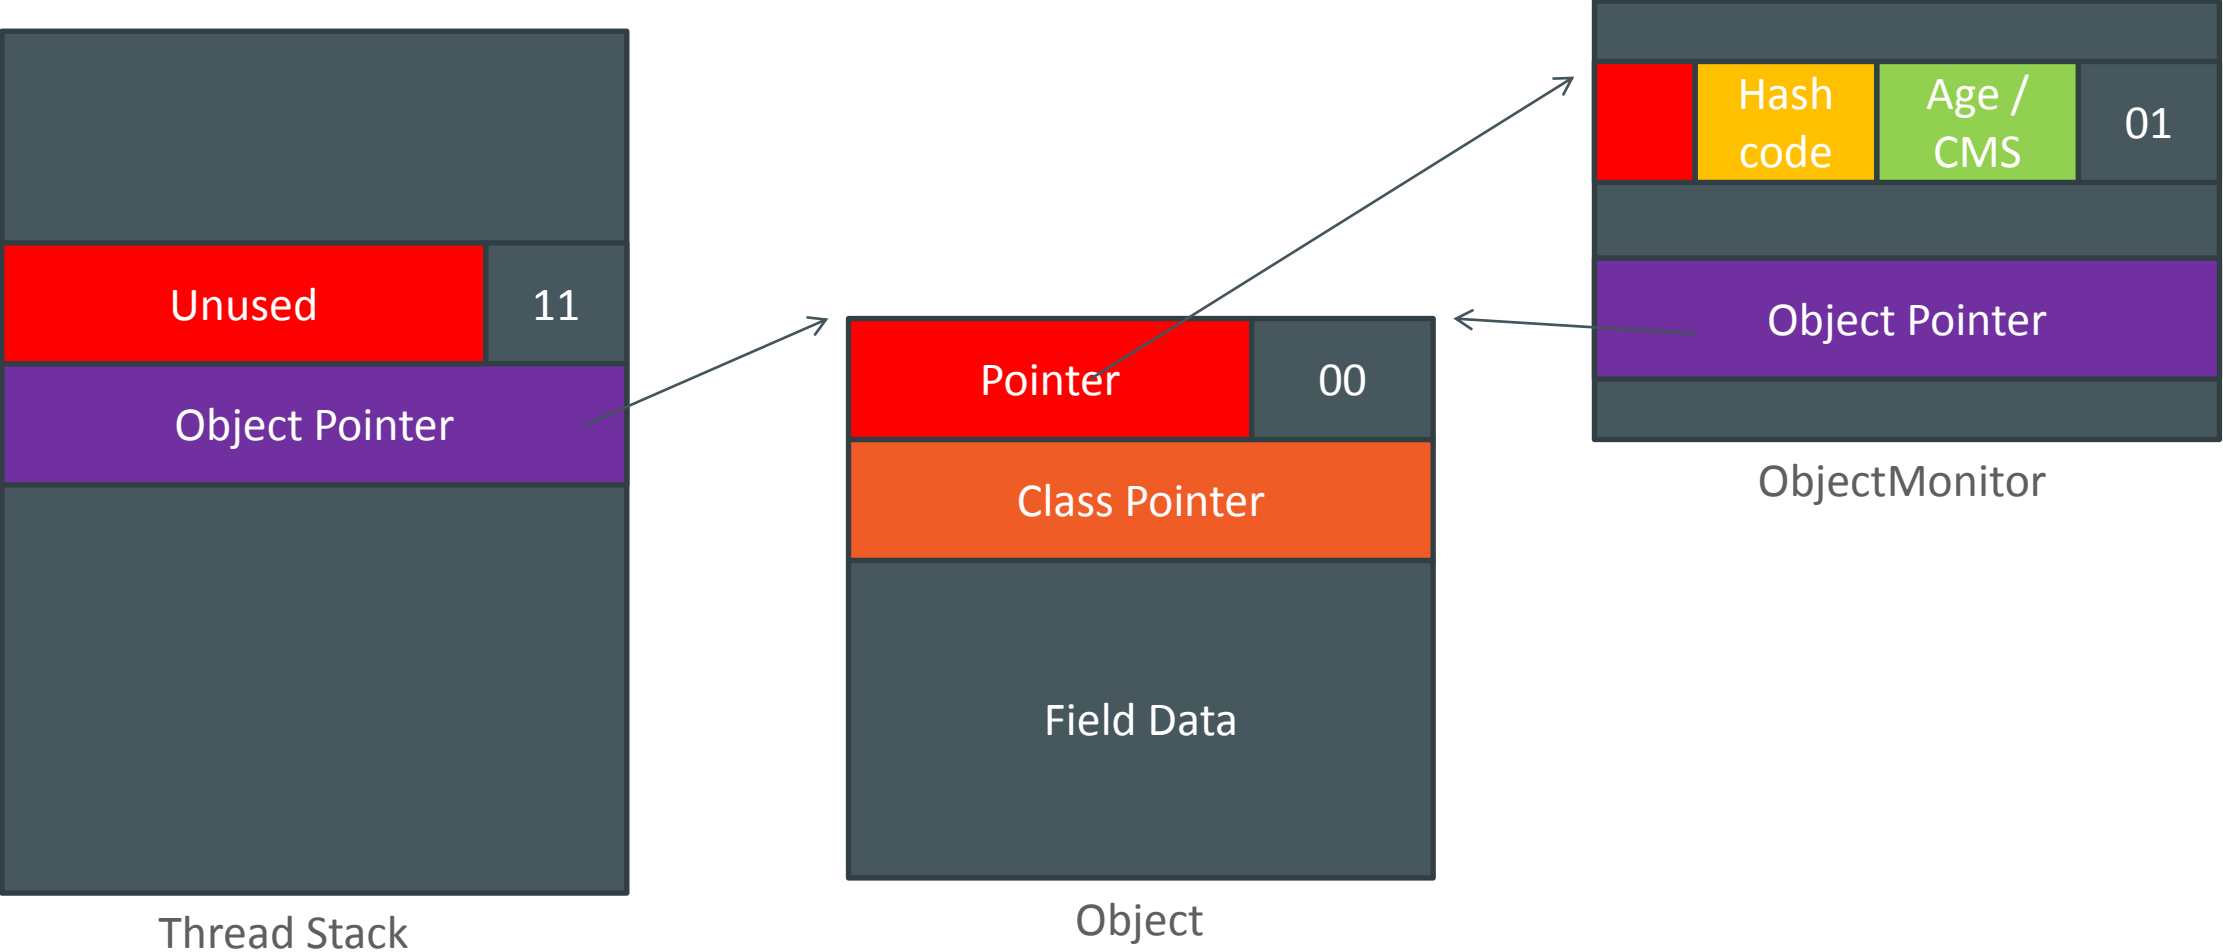 Unused 11
Object Pointer
Thread Stack
Pointer 00
Class Pointer
Field Data
Object
Hash
code
Age /
CMS
01
Object Pointer
ObjectMonitor